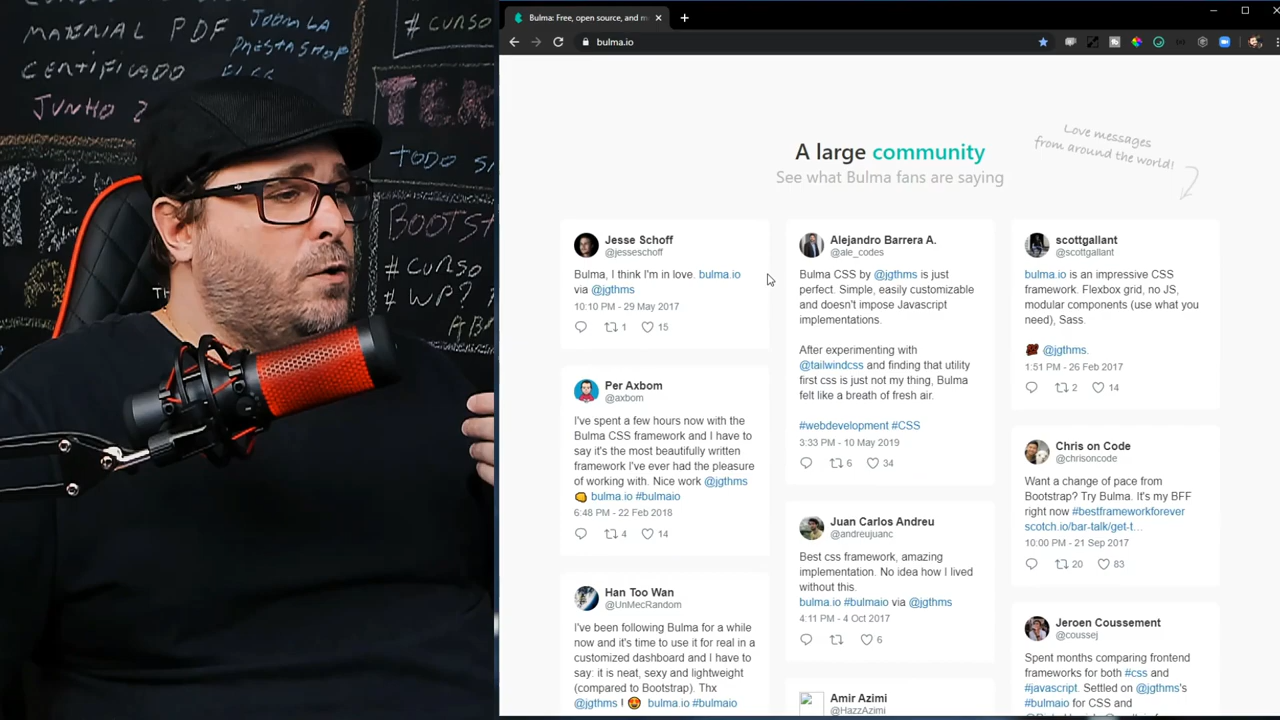 MATERIAL PDF
JOOMLA
PRESTASHOP
CERTIFICADO
JUNHO 2
# CURSO
TODO
BOOTS
# CURSO
# WP?
Bulma: Free, open source, and m
bulma.io
A large community
See what Bulma fans are saying
Love messages
from around the world!
Jesse Schoff
@jesseschoff
Bulma, I think I'm in love. bulma.io
via @jgthms
10:10 PM - 29 May 2017
1 15
Per Axbom
@axbom
I've spent a few hours now with the
Bulma CSS framework and I have to
say it's the most beautifully written
framework I've ever had the pleasure
of working with. Nice work @jgthms
bulma.io #bulmaio
6:48 PM - 22 Feb 2018
4 14
Han Too Wan
@UnMecRandom
I've been following Bulma for a while
now and it's time to use it for real in a
customized dashboard and I have to
say: it is neat, sexy and lightweight
(compared to Bootstrap). Thx
@jgthms ! bulma.io #bulmaio
Alejandro Barrera A.
@ale_codes
Bulma CSS by @jgthms is just
perfect. Simple, easily customizable
and doesn't impose Javascript
implementations.
After experimenting with
@tailwindcss and finding that utility
first css is just not my thing, Bulma
felt like a breath of fresh air.
#webdevelopment #CSS
3:33 PM - 10 May 2019
6 34
Juan Carlos Andreu
@andreujuanc
Best css framework, amazing
implementation. No idea how I lived
without this.
bulma.io #bulmaio via @jgthms
4:11 PM - 4 Oct 2017
6
Amir Azimi
@HazzAzimi
scottgallant
@scottgallant
bulma.io is an impressive CSS
framework. Flexbox grid, no JS,
modular components (use what you
need), Sass.
@jgthms.
1:51 PM - 26 Feb 2017
2 14
Chris on Code
@chrisoncode
Want a change of pace from
Bootstrap? Try Bulma. It's my BFF
right now #bestframeworkforever
scotch.io/bar-talk/get-t…
10:00 PM - 21 Sep 2017
20 83
Jeroen Coussement
@coussej
Spent months comparing frontend
frameworks for both #css and
#javascript. Settled on @jgthms's
#bulmaio for CSS and